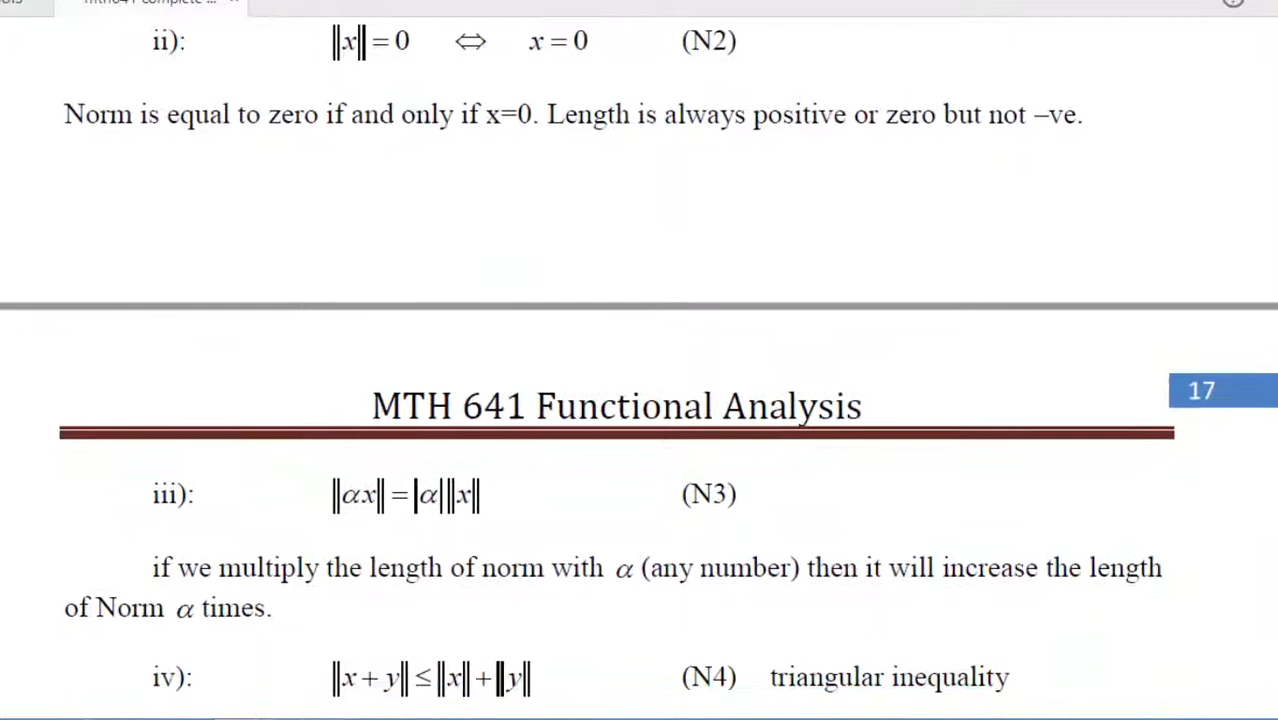 ii): ‖x‖ = 0 ⇔ x = 0 (N2)
Norm is equal to zero if and only if x=0. Length is always positive or zero but not –ve.
MTH 641 Functional Analysis 17
iii): ‖αx‖ = |α|‖x‖ (N3)
if we multiply the length of norm with α (any number) then it will increase the length
of Norm α times.
iv): ‖x + y‖ ≤ ‖x‖ + ‖y‖ (N4) triangular inequality